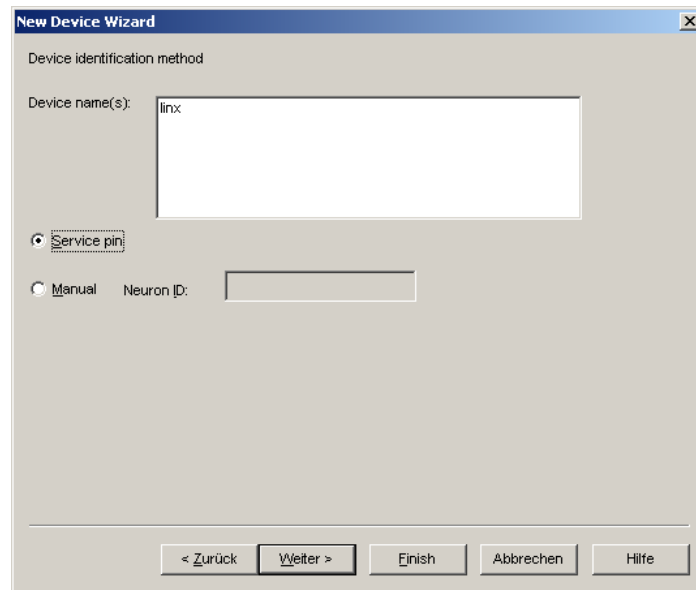 New Device Wizard
Device identification method
Device name(s):
linx
Service pin
Manual Neuron ID:
< Zurück Weiter > Finish Abbrechen Hilfe